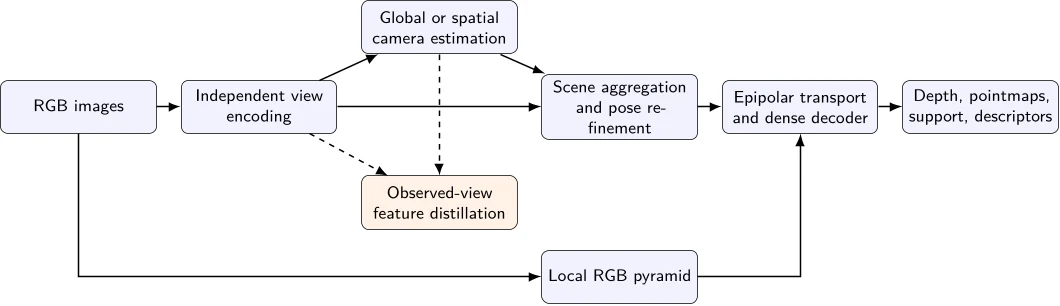 Global or spatial
camera estimation
RGB images
Independent view
encoding
Scene aggregation
and pose re-
finement
Epipolar transport
and dense decoder
Depth, pointmaps,
support, descriptors
Observed-view
feature distillation
Local RGB pyramid